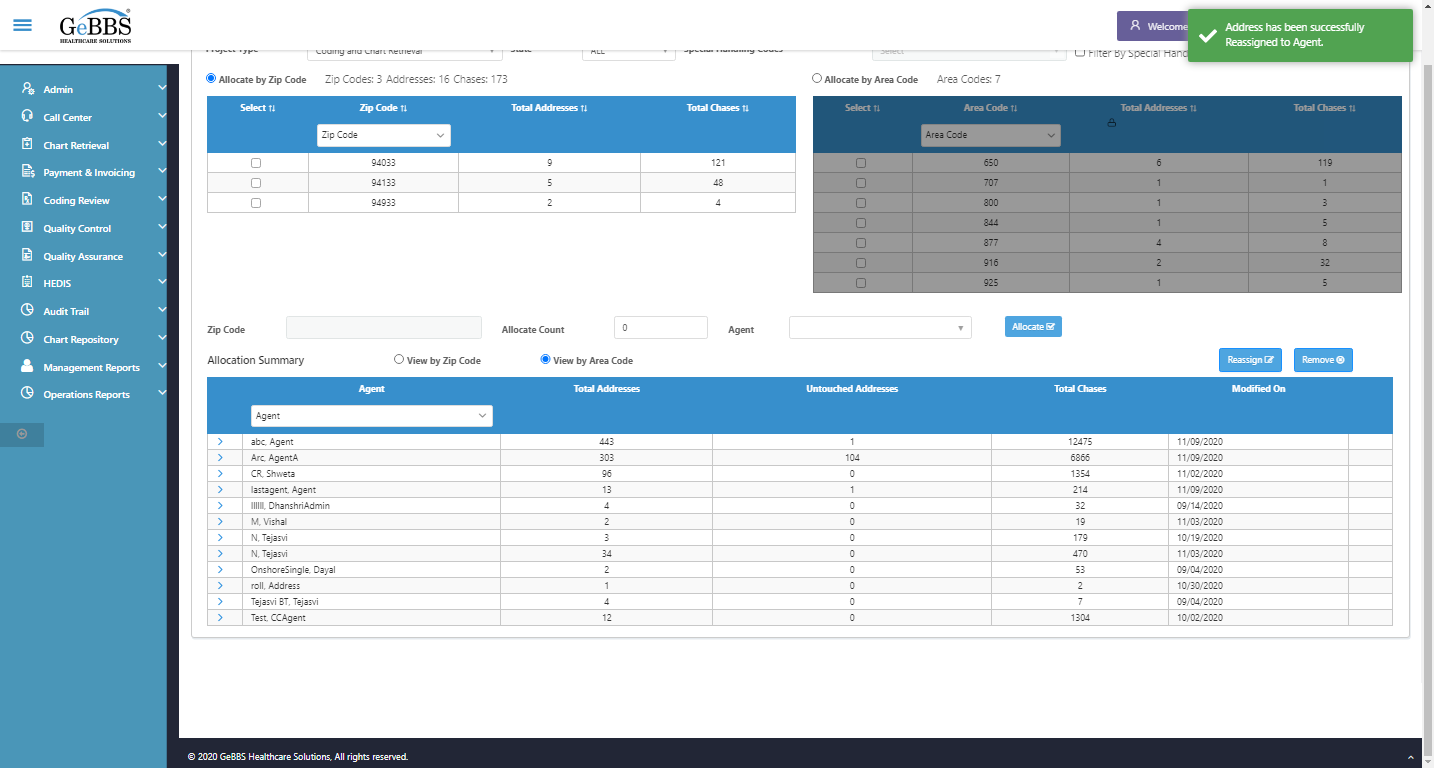 GeBBS
HEALTHCARE SOLUTIONS
Welcome
Address has been successfully
Reassigned to Agent.
Project Type Coding and Chart Retrieval State ALL Special Handling Codes Select Filter By Special Hand
Admin
Call Center
Chart Retrieval
Payment & Invoicing
Coding Review
Quality Control
Quality Assurance
HEDIS
Audit Trail
Chart Repository
Management Reports
Operations Reports
Allocate by Zip Code Zip Codes: 3 Addresses: 16 Chases: 173
Select Zip Code Total Addresses Total Chases
Zip Code
94033 9 121
94133 5 48
94933 2 4
Allocate by Area Code Area Codes: 7
Select Area Code Total Addresses Total Chases
Area Code
650 6 119
707 1 1
800 1 3
844 1 5
877 4 8
916 2 32
925 1 5
Zip Code Allocate Count 0 Agent Allocate
Allocation Summary View by Zip Code View by Area Code Reassign Remove
Agent Total Addresses Untouched Addresses Total Chases Modified On
Agent
abc, Agent 443 1 12475 11/09/2020
Arc, AgentA 303 104 6866 11/09/2020
CR, Shweta 96 0 1354 11/02/2020
lastagent, Agent 13 1 214 11/09/2020
llllll, DhanshriAdmin 4 0 32 09/14/2020
M, Vishal 2 0 19 11/03/2020
N, Tejasvi 3 0 179 10/19/2020
N, Tejasvi 34 0 470 11/03/2020
OnshoreSingle, Dayal 2 0 53 09/04/2020
roll, Address 1 0 2 10/30/2020
Tejasvi BT, Tejasvi 4 0 7 09/04/2020
Test, CCAgent 12 0 1304 10/02/2020
© 2020 GeBBS Healthcare Solutions, All rights reserved.